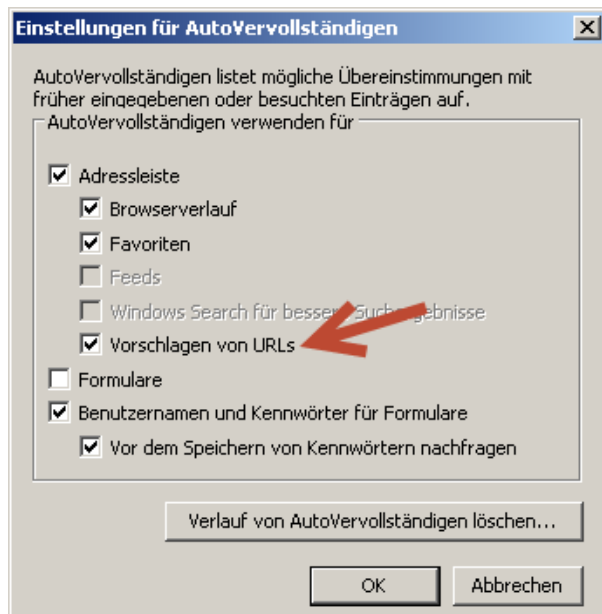 Einstellungen für AutoVervollständigen
AutoVervollständigen listet mögliche Übereinstimmungen mit
früher eingegebenen oder besuchten Einträgen auf.
AutoVervollständigen verwenden für
Adressleiste
Browserverlauf
Favoriten
Feeds
Windows Search für bessere Suchergebnisse
Vorschlagen von URLs
Formulare
Benutzernamen und Kennwörter für Formulare
Vor dem Speichern von Kennwörtern nachfragen
Verlauf von AutoVervollständigen löschen...
OK
Abbrechen